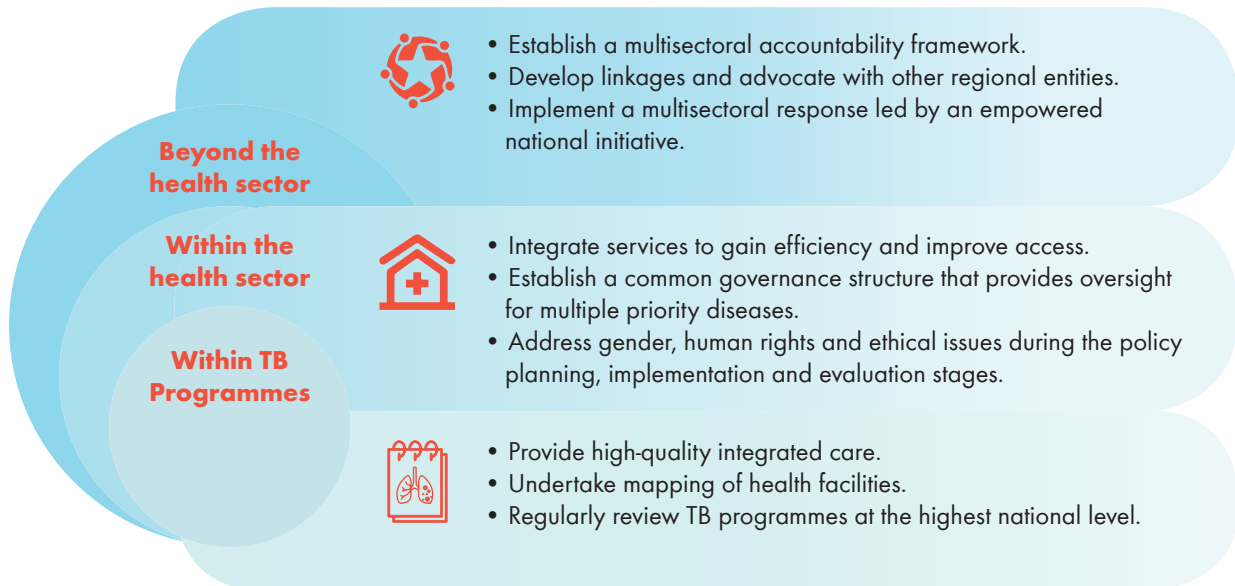 Beyond the
health sector
• Establish a multisectoral accountability framework.
• Develop linkages and advocate with other regional entities.
• Implement a multisectoral response led by an empowered
national initiative.
Within the
health sector
• Integrate services to gain efficiency and improve access.
• Establish a common governance structure that provides oversight
for multiple priority diseases.
• Address gender, human rights and ethical issues during the policy
planning, implementation and evaluation stages.
Within TB
Programmes
• Provide high-quality integrated care.
• Undertake mapping of health facilities.
• Regularly review TB programmes at the highest national level.